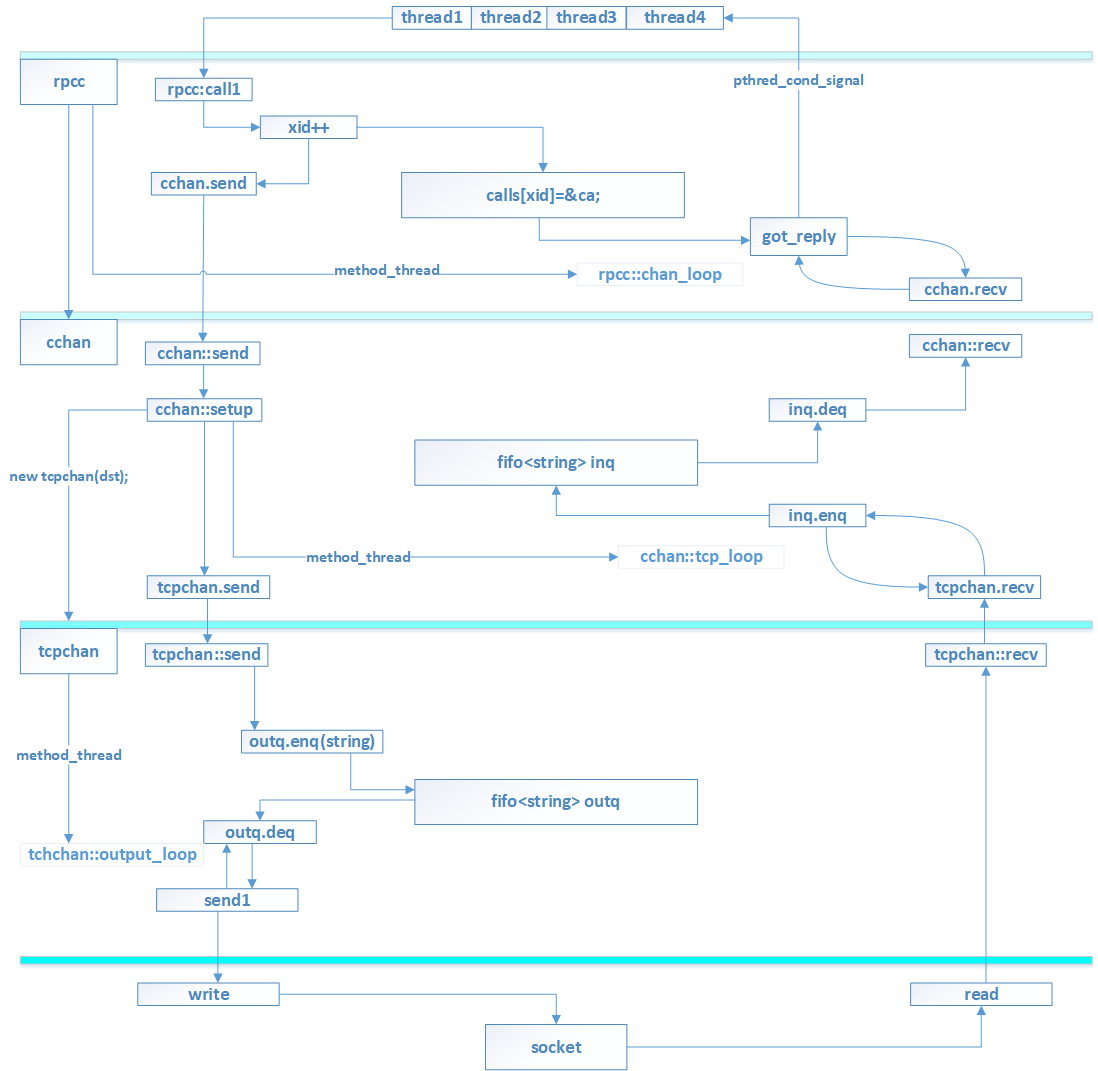 thread1
thread2
thread3
thread4
rpcc
rpcc:call1
pthred_cond_signal
xid++
cchan.send
calls[xid]=&ca;
got_reply
method_thread
rpcc::chan_loop
cchan.recv
cchan
cchan::send
cchan::recv
cchan::setup
inq.deq
fifo<string> inq
new tcpchan(dst);
inq.enq
method_thread
cchan::tcp_loop
tcpchan.send
tcpchan.recv
tcpchan
tcpchan::send
tcpchan::recv
outq.enq(string)
method_thread
fifo<string> outq
outq.deq
tchchan::output_loop
send1
write
read
socket